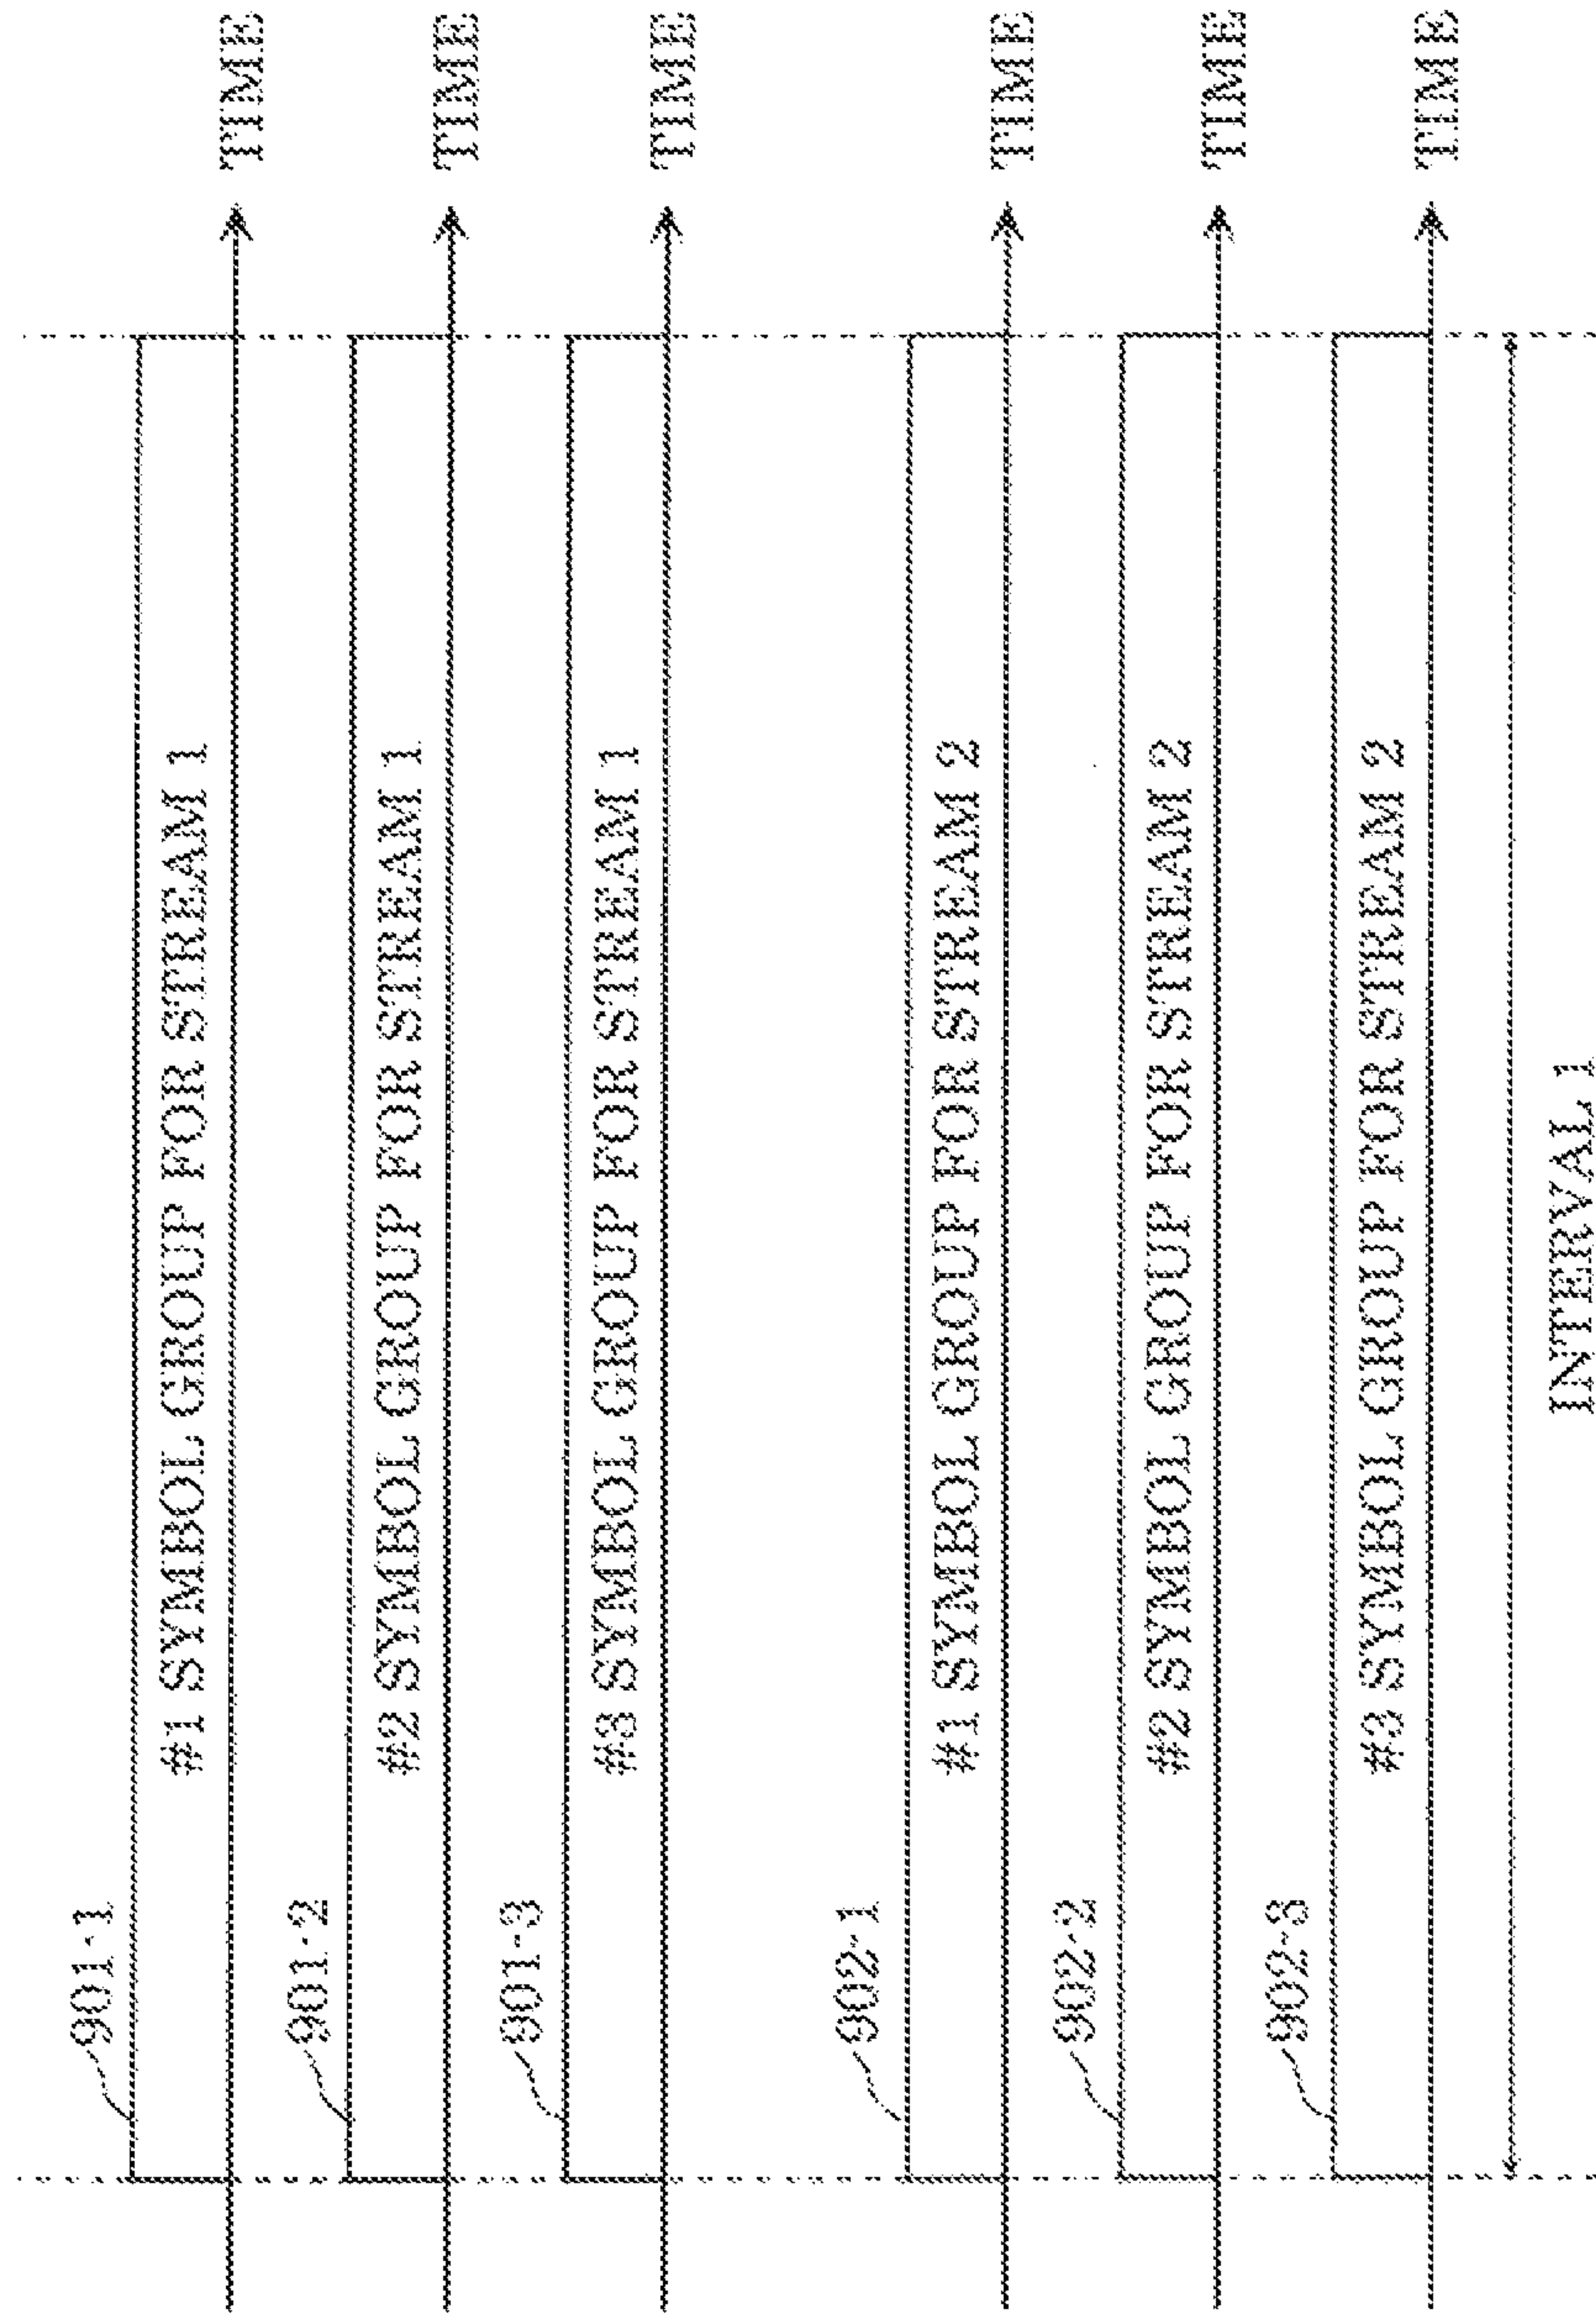 901-1
#1 SYMBOL GROUP FOR STREAM 1
TIME
901-2
#2 SYMBOL GROUP FOR STREAM 1
TIME
901-3
#3 SYMBOL GROUP FOR STREAM 1
TIME
902-1
#1 SYMBOL GROUP FOR STREAM 2
TIME
902-2
#2 SYMBOL GROUP FOR STREAM 2
TIME
902-3
#3 SYMBOL GROUP FOR STREAM 2
TIME
INTERVAL 1